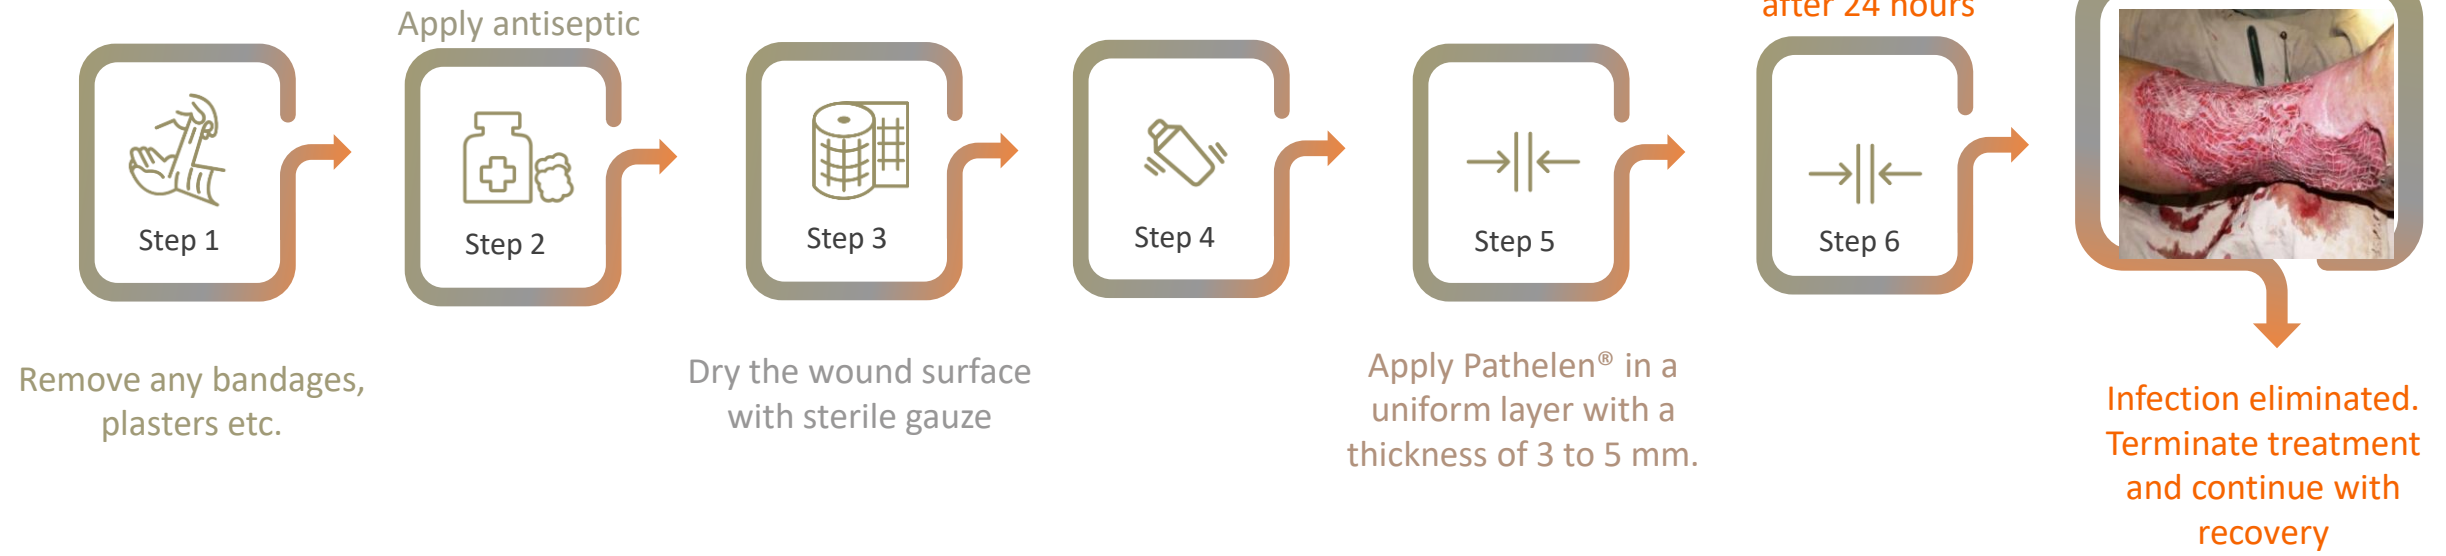 Apply antiseptic
after 24 hours
Step 1
Step 2
Step 3
Step 4
Step 5
Step 6
Remove any bandages,
plasters etc.
Dry the wound surface
with sterile gauze
Apply Pathelen® in a
uniform layer with a
thickness of 3 to 5 mm.
Infection eliminated.
Terminate treatment
and continue with
recovery